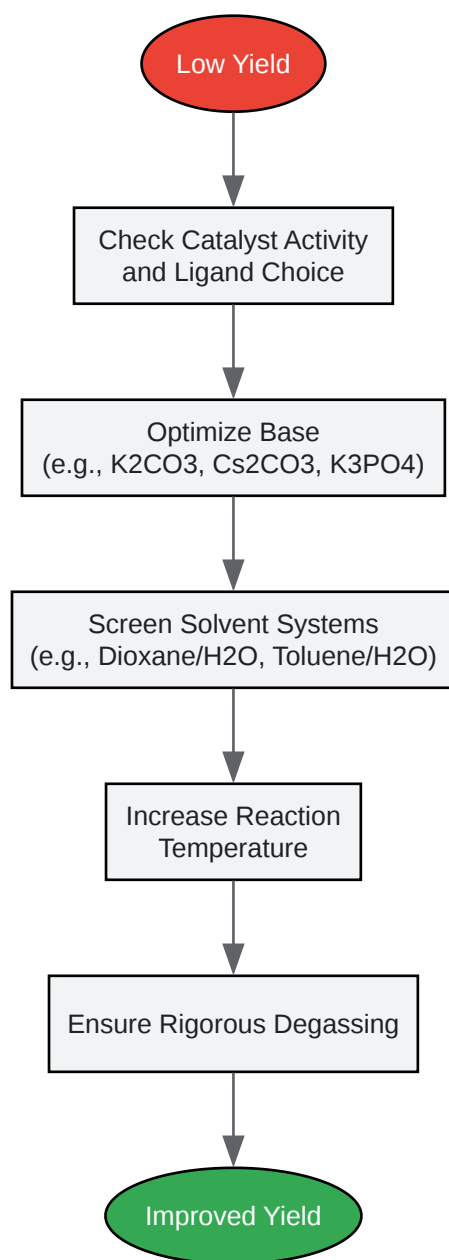 Low Yield
Check Catalyst Activity
and Ligand Choice
Optimize Base
(e.g., K2CO3, Cs2CO3, K3PO4)
Screen Solvent Systems
(e.g., Dioxane/H2O, Toluene/H2O)
Increase Reaction
Temperature
Ensure Rigorous Degassing
Improved Yield